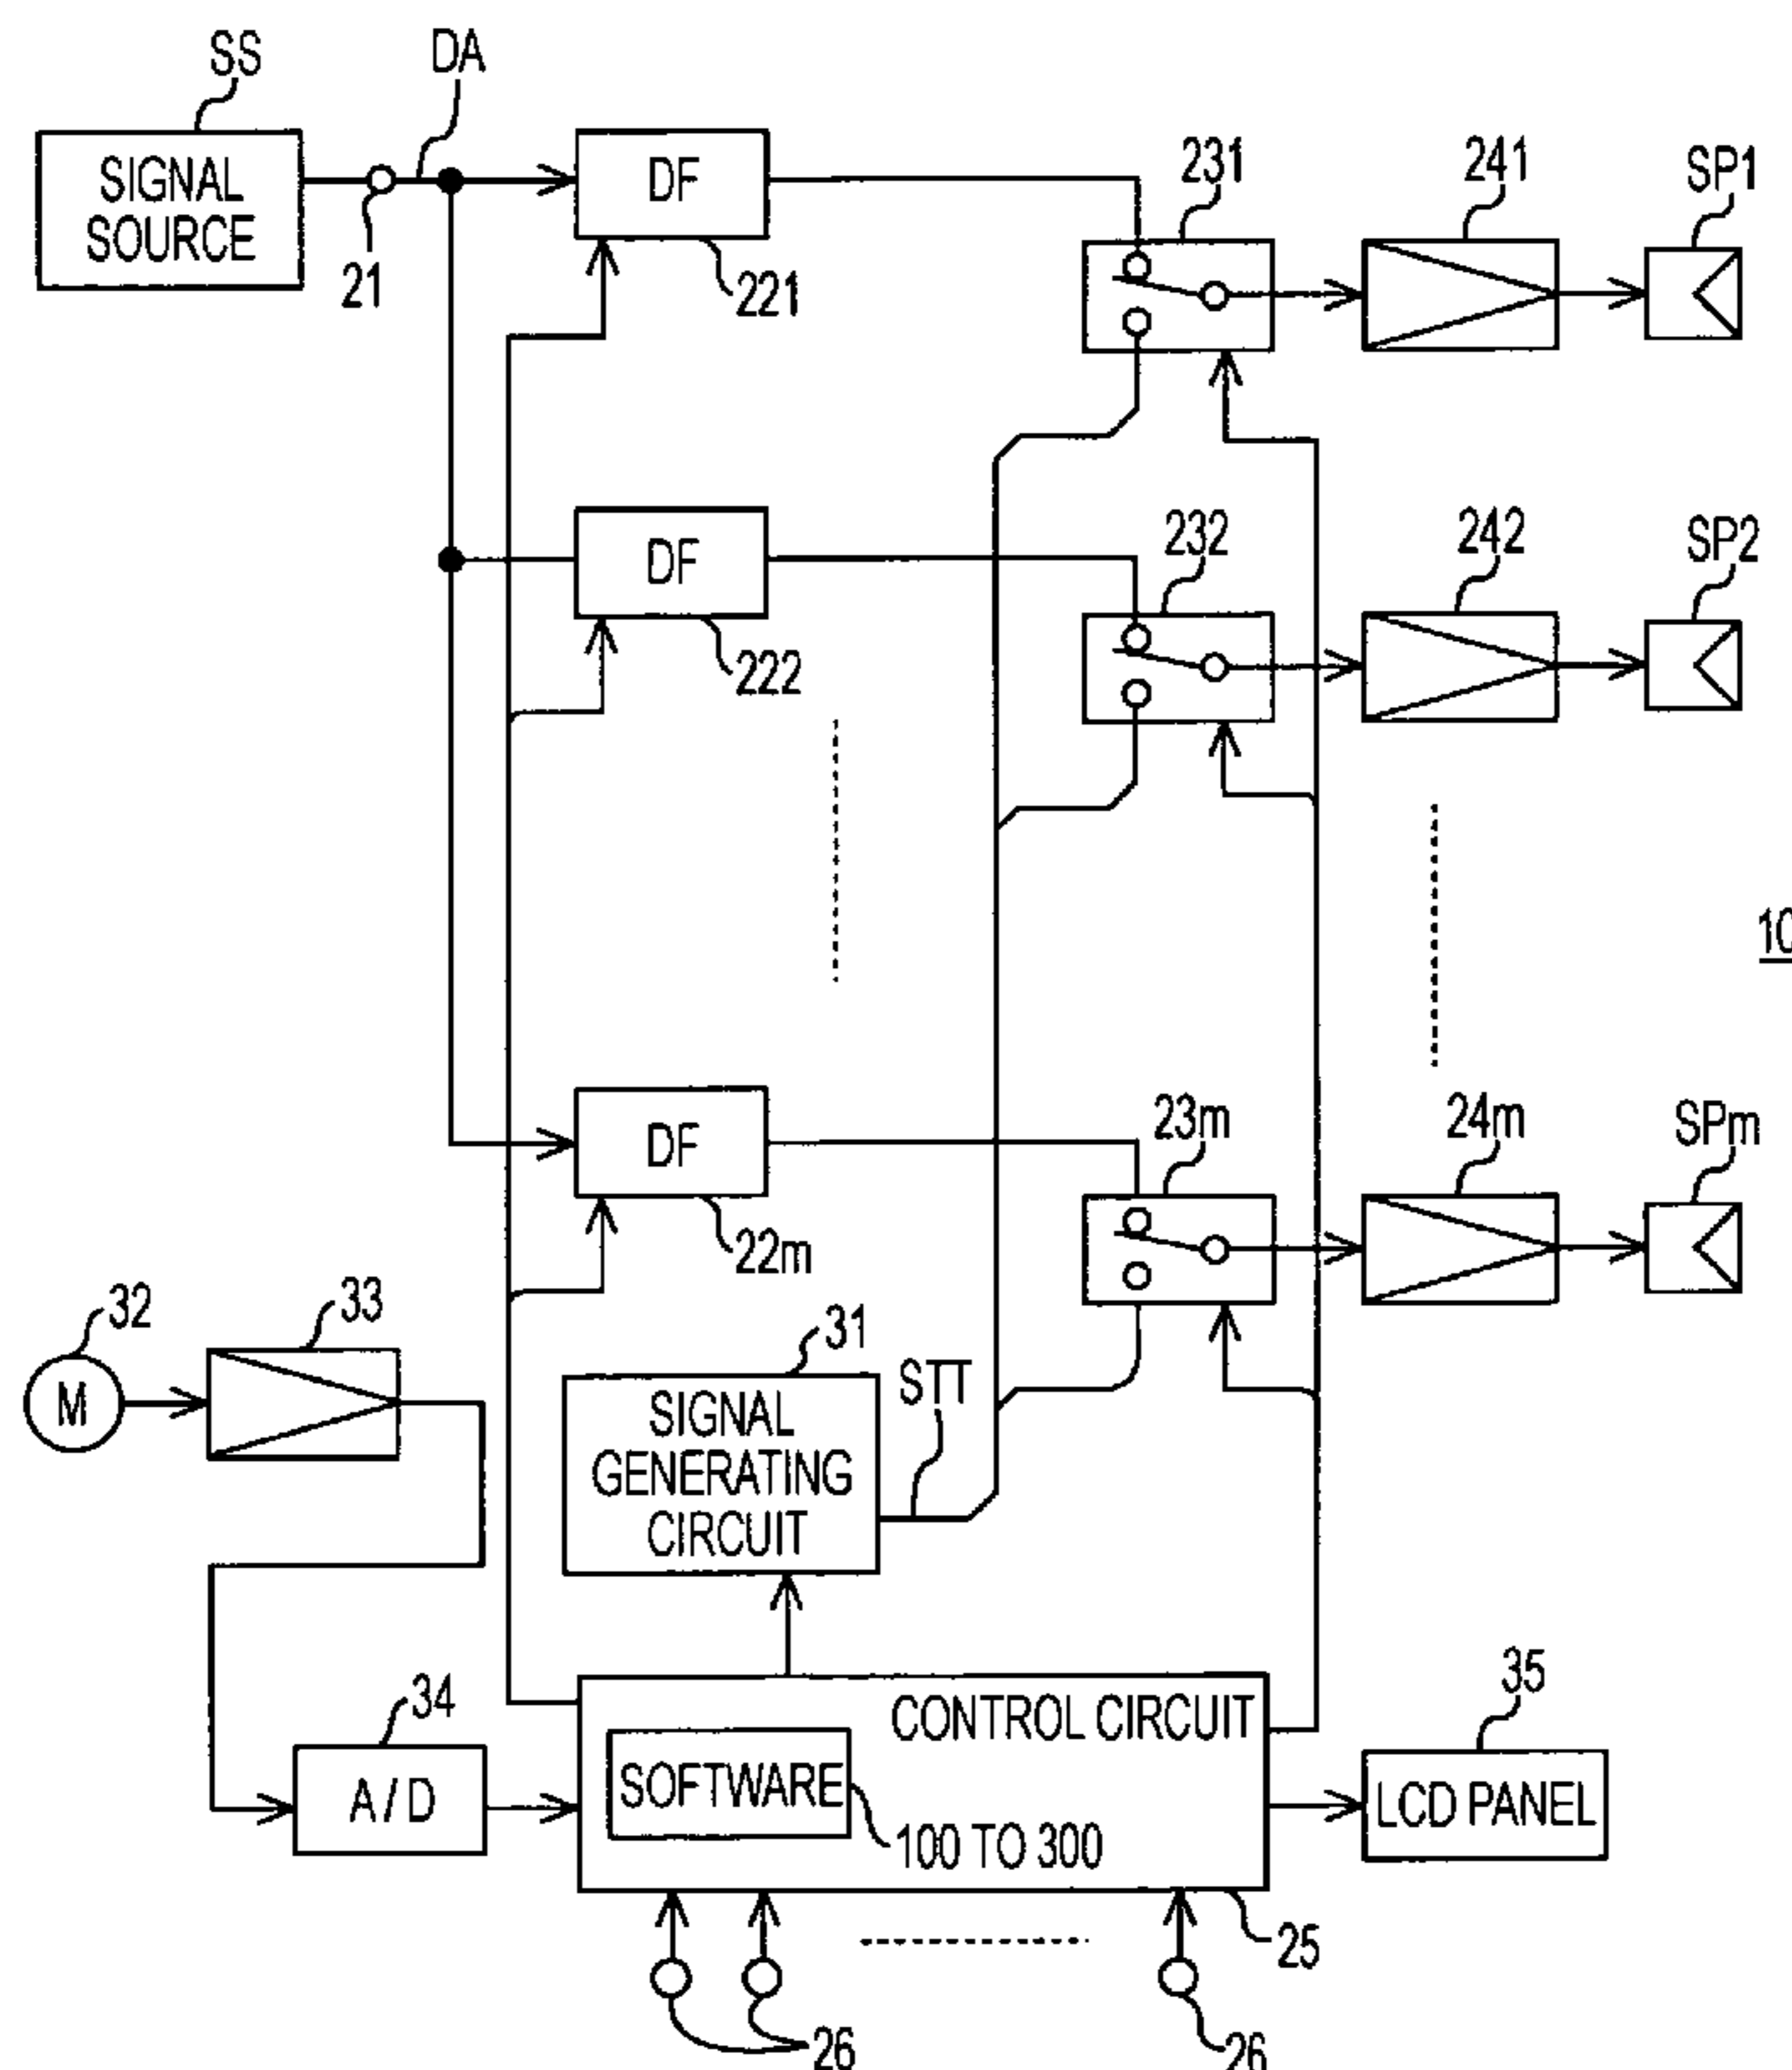 SS
DA
SIGNAL
SOURCE
21
DF
221
231
241
SP1
DF
222
232
242
SP2
10
DF
22m
23m
24m
SPm
32
M
33
31
SIGNAL
GENERATING
CIRCUIT
STT
34
A/D
CONTROL CIRCUIT
SOFTWARE
100 TO 300
35
LCD PANEL
25
26
26